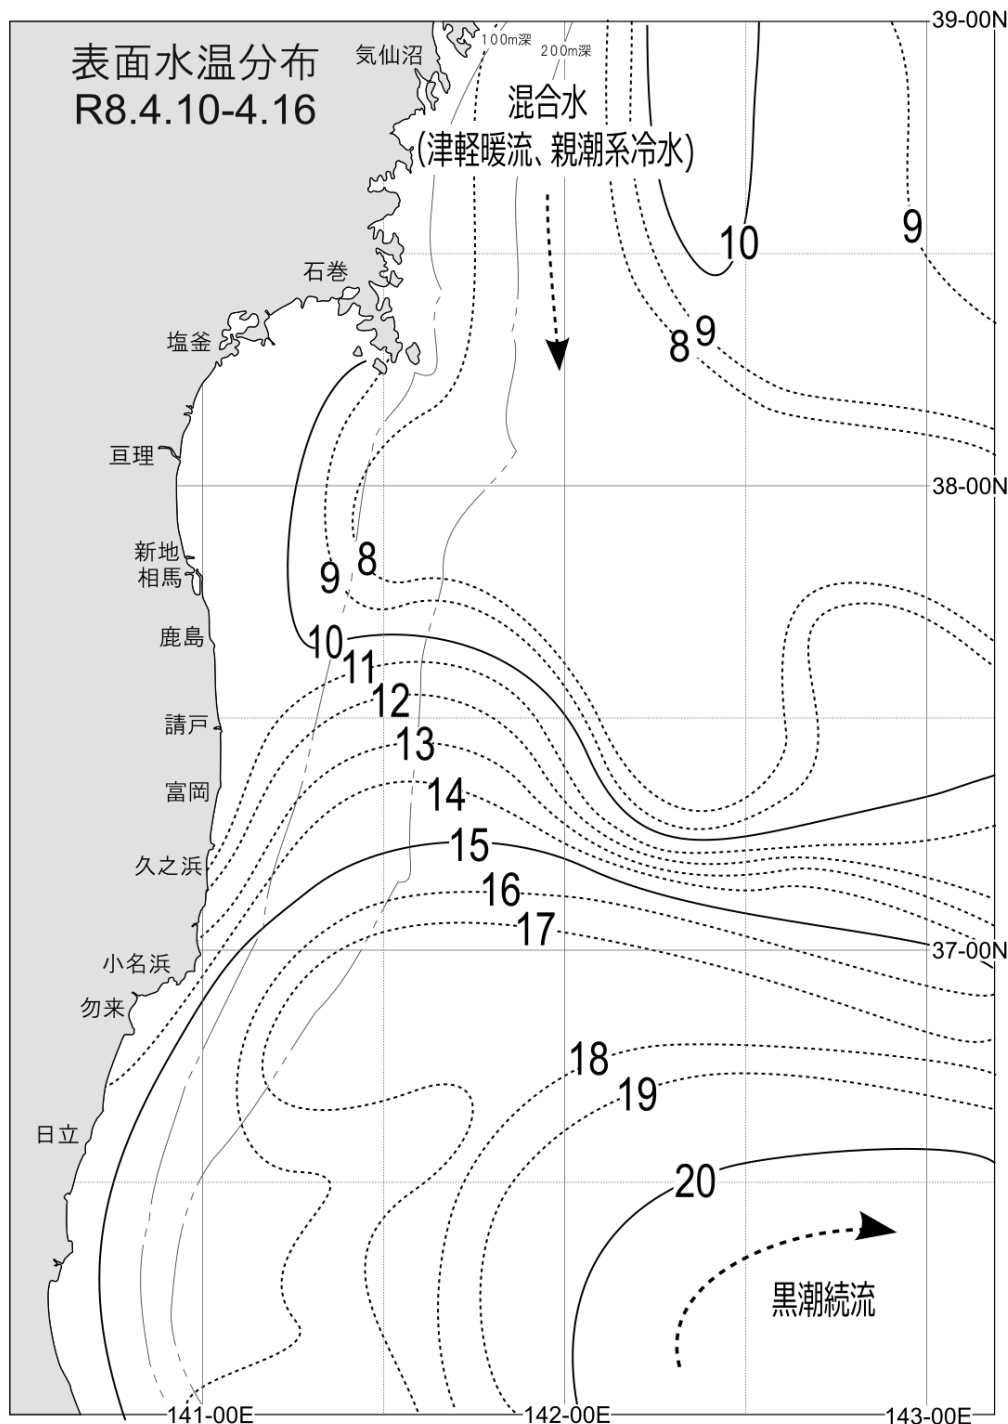 表面水温分布
R8.4.10-4.16
気仙沼
100m深
200m深
39-00N
混合水
(津軽暖流、親潮系冷水)
10
9
石巻
塩釜
8
9
亘理
38-00N
新地
相馬
9
8
鹿島
10
11
12
請戸
13
富岡
14
久之浜
15
16
17
小名浜
37-00N
勿来
18
19
日立
20
黒潮続流
141-00E
142-00E
143-00E